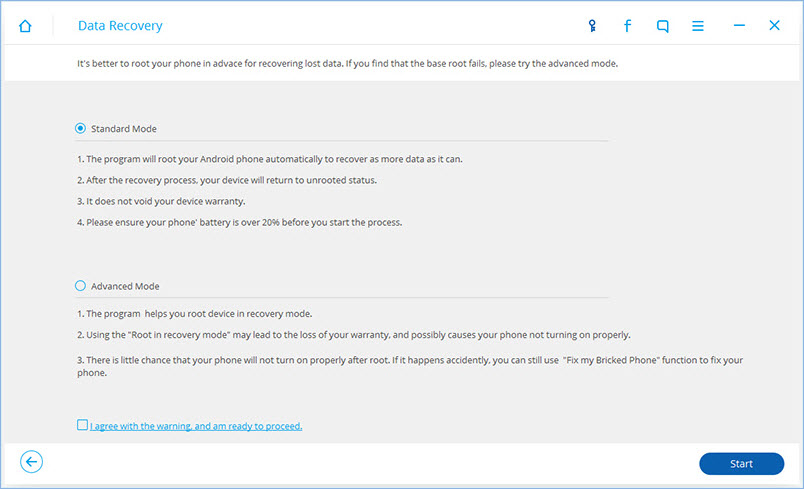 Data Recovery
It's better to root your phone in advace for recovering lost data. If you find that the base root fails, please try the advanced mode.
Standard Mode
1. The program will root your Android phone automatically to recover as more data as it can.
2. After the recovery process, your device will return to unrooted status.
3. It does not void your device warranty.
4. Please ensure your phone' battery is over 20% before you start the process.
Advanced Mode
1. The program helps you root device in recovery mode.
2. Using the "Root in recovery mode" may lead to the loss of your warranty, and possibly causes your phone not turning on properly.
3. There is little chance that your phone will not turn on properly after root. If it happens accidently, you can still use "Fix my Bricked Phone" function to fix your
phone.
I agree with the warning, and am ready to proceed.
Start